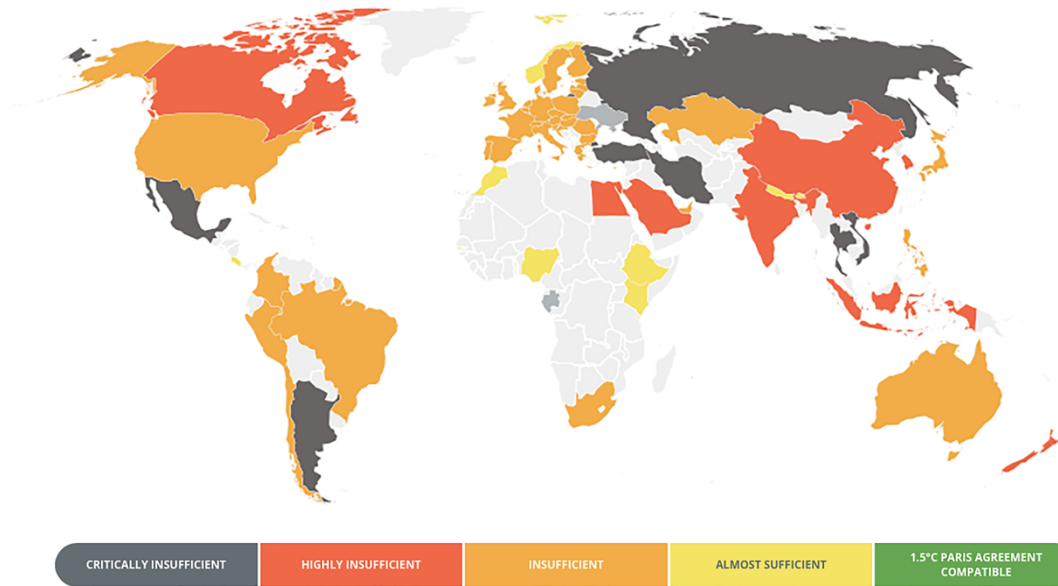 CRITICALLY INSUFFICIENT
HIGHLY INSUFFICIENT
INSUFFICIENT
ALMOST SUFFICIENT
1.5°C PARIS AGREEMENT
COMPATIBLE